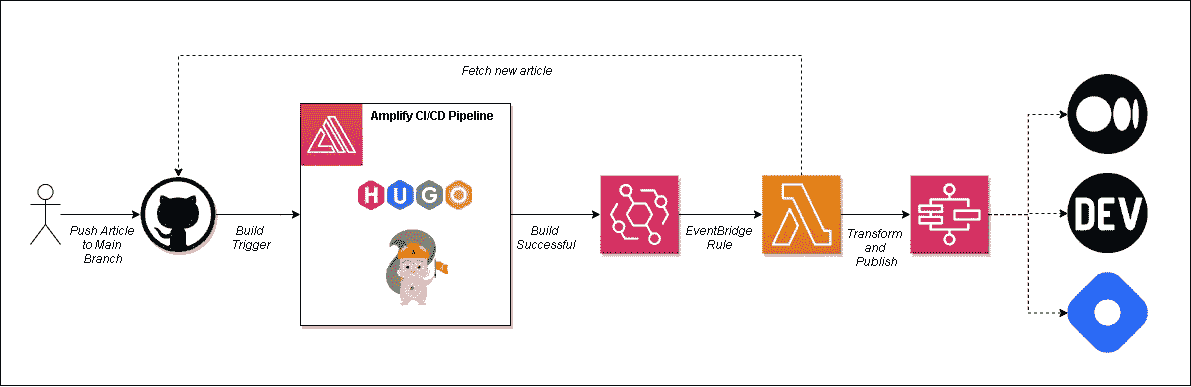 Fetch new article
Amplify CI/CD Pipeline
HUGO
Push Article
to Main
Branch
Build
Trigger
Build
Successful
EventBridge
Rule
Transform
and
Publish
DEV